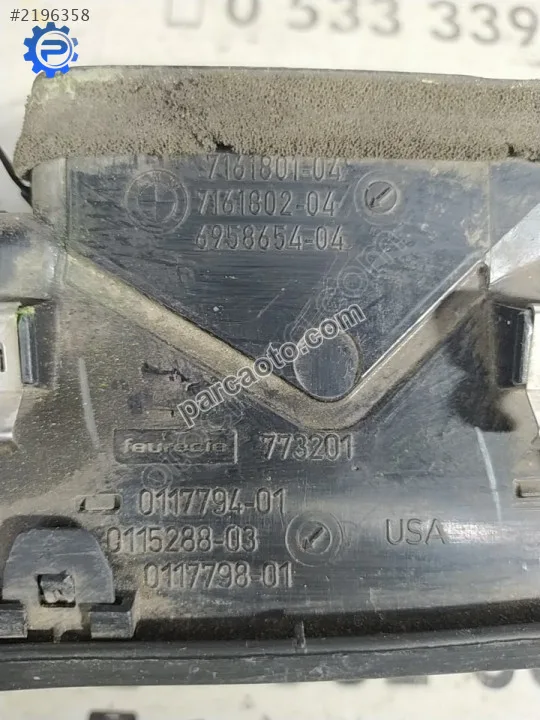 #2196358
0 533 339
7161801-04
7161802-04
6958654-04
parcaoto.com
faurecia 773201
0117794-01
0115288-03 USA
0117798-01